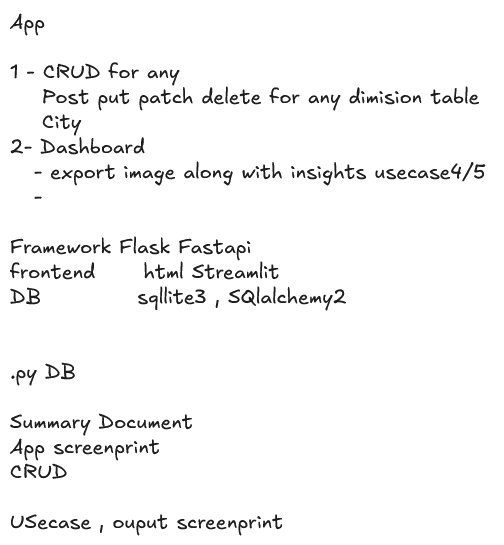 App
1 - CRUD for any
Post put patch delete for any dimision table
City
2- Dashboard
- export image along with insights usecase4/5
-
Framework Flask Fastapi
frontend html Streamlit
DB sqllite3 , SQlalchemy2
.py DB
Summary Document
App screenprint
CRUD
USecase , ouput screenprint